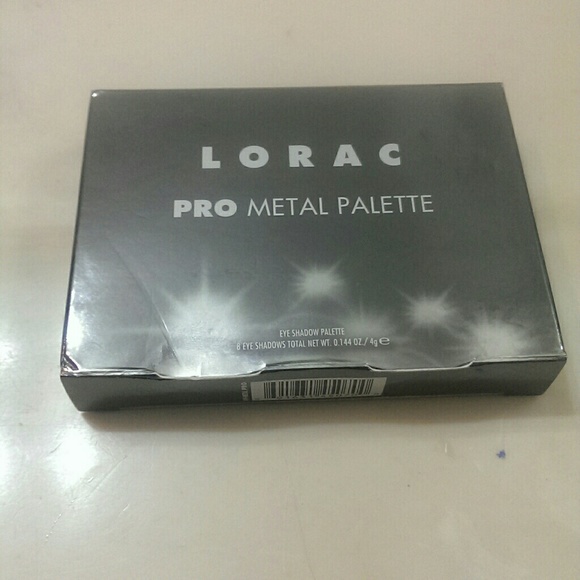 LORAC
PRO METAL PALETTE
EYE SHADOW PALETTE
8 EYE SHADOWS TOTAL NET WT. 0.144 OZ. / 4g ℮